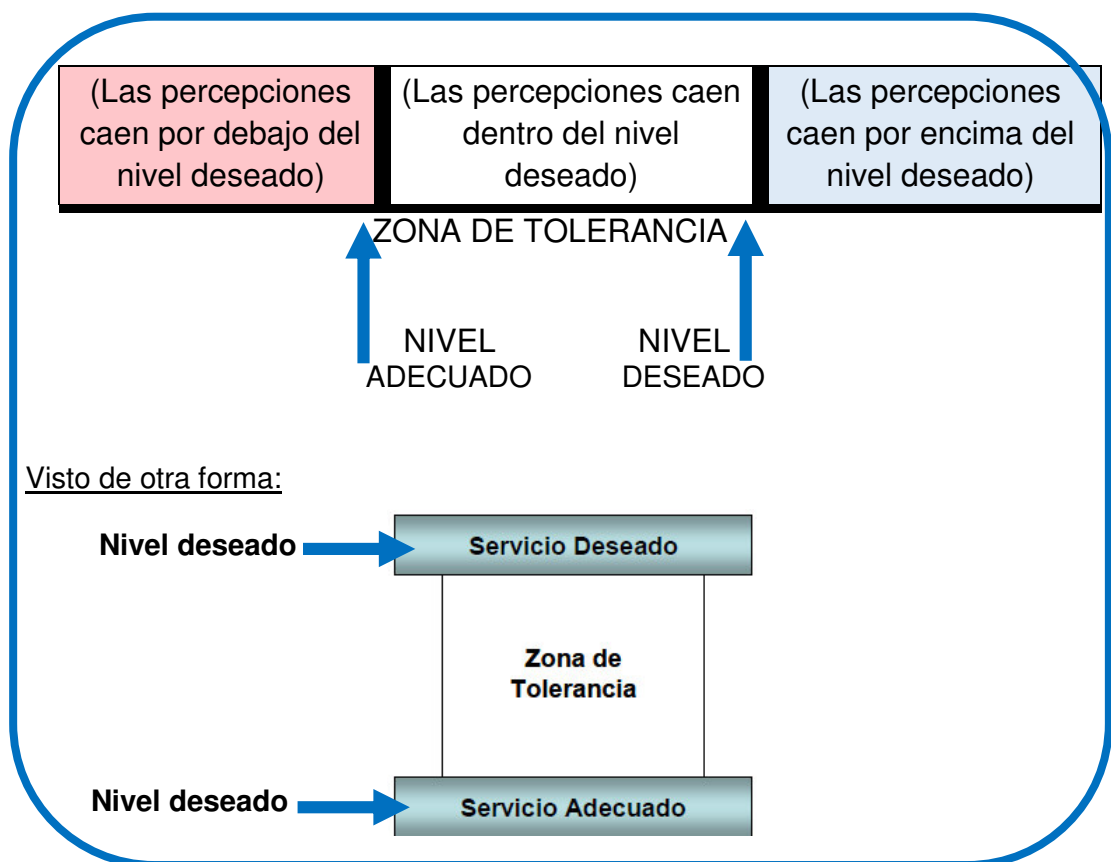 (Las percepciones
caen por debajo del
nivel deseado)
(Las percepciones caen
dentro del nivel
deseado)
(Las percepciones
caen por encima del
nivel deseado)
ZONA DE TOLERANCIA
NIVEL
ADECUADO
NIVEL
DESEADO
Visto de otra forma:
Nivel deseado
Servicio Deseado
Zona de
Tolerancia
Nivel deseado
Servicio Adecuado